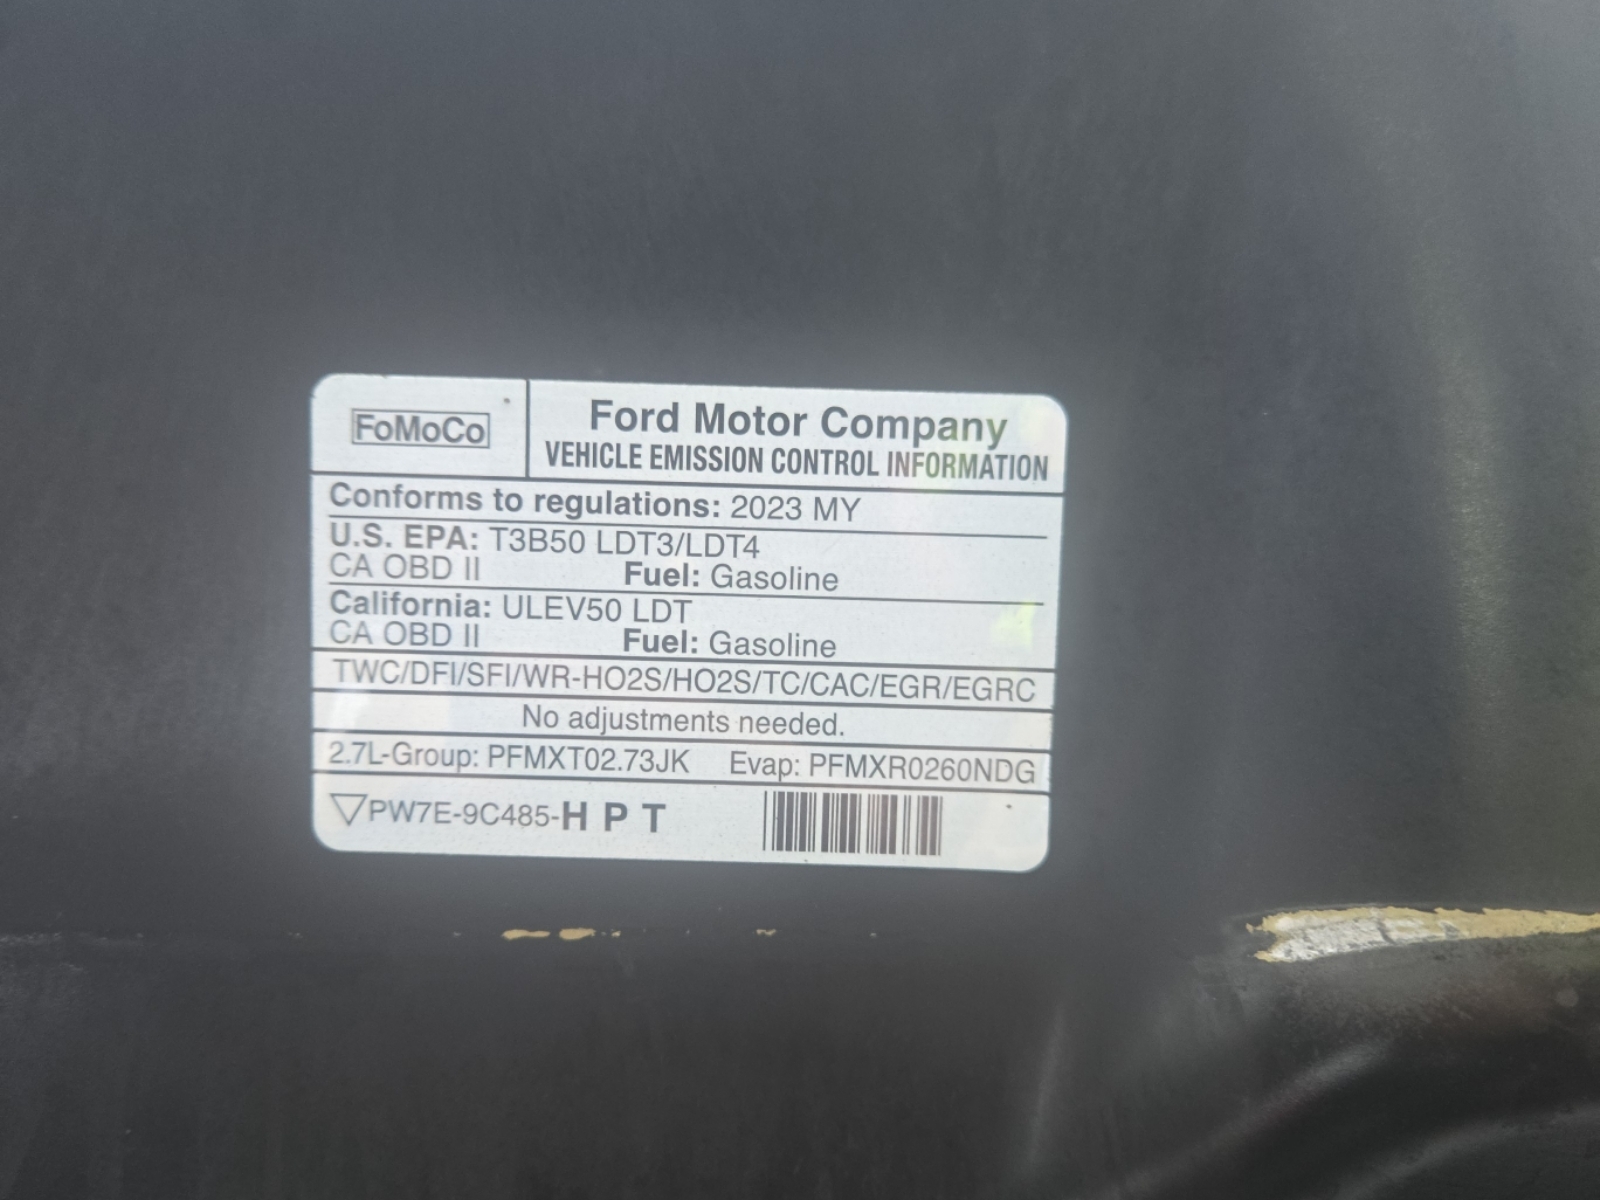 FoMoCo
Ford Motor Company
VEHICLE EMISSION CONTROL INFORMATION
Conforms to regulations: 2023 MY
U.S. EPA: T3B50 LDT3/LDT4
CA OBD II Fuel: Gasoline
California: ULEV50 LDT
CA OBD II Fuel: Gasoline
TWC/DFI/SFI/WR-HO2S/HO2S/TC/CAC/EGR/EGRC
No adjustments needed.
2.7L-Group: PFMXT02.73JK Evap: PFMXR0260NDG
▽PW7E-9C485-H P T